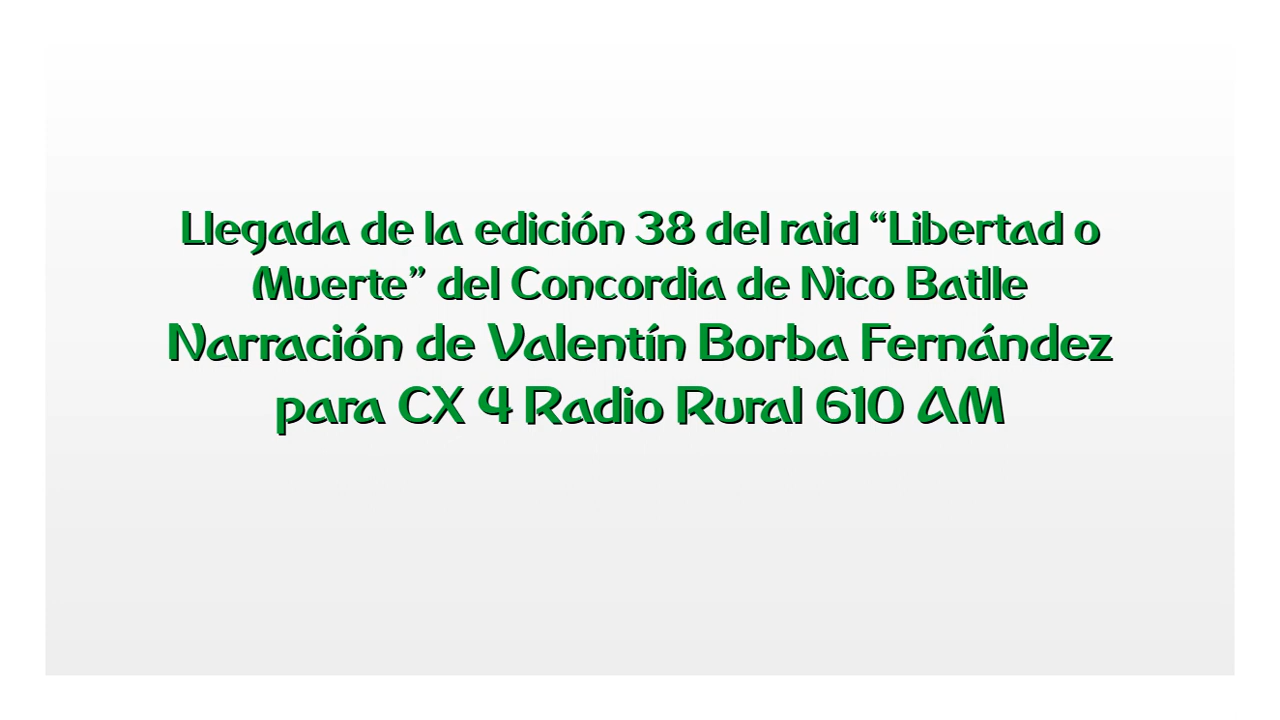 Llegada de la edición 38 del raid “Libertad o
Muerte” del Concordia de Nico Batlle
Narración de Valentín Borba Fernández
para CX 4 Radio Rural 610 AM